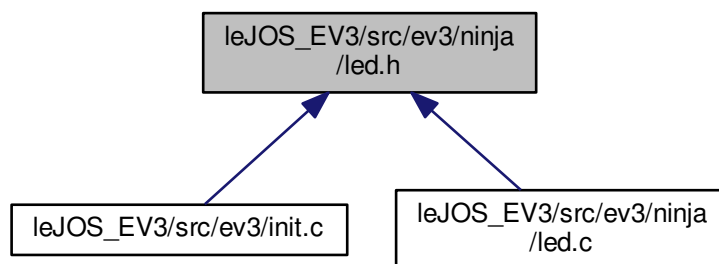 leJOS_EV3/src/ev3/ninja
/led.h
leJOS_EV3/src/ev3/init.c
leJOS_EV3/src/ev3/ninja
/led.c